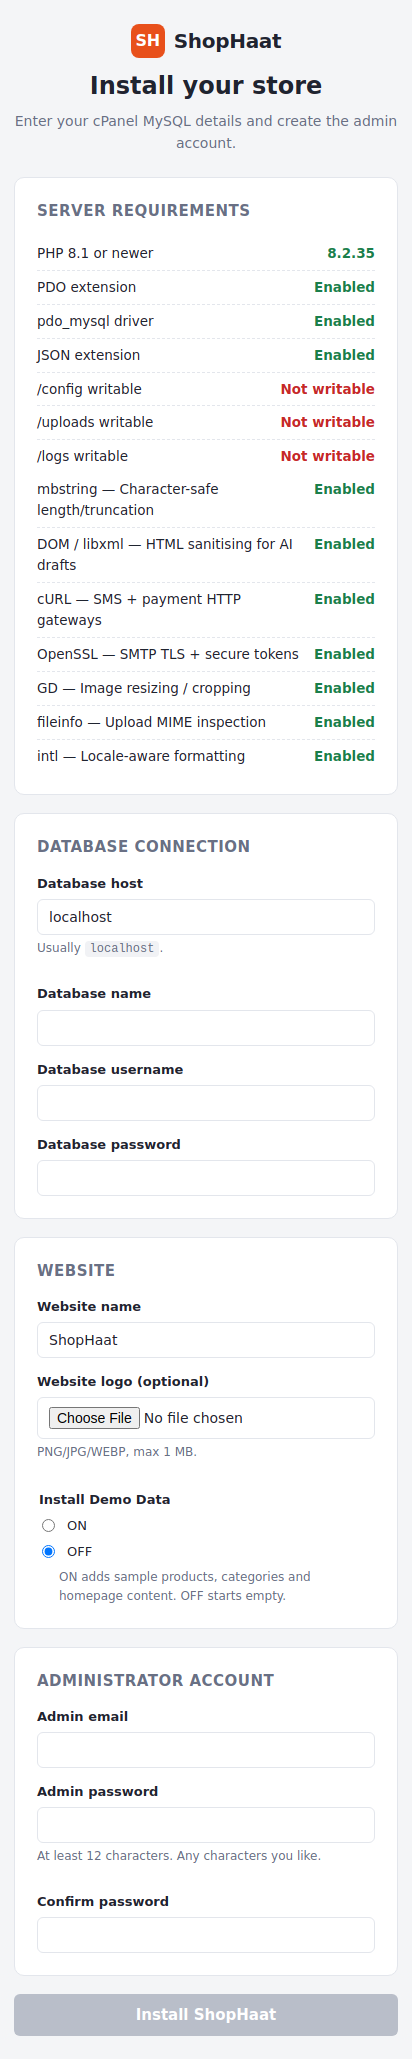 SH ShopHaat
Install your store
Enter your cPanel MySQL details and create the admin
account.
SERVER REQUIREMENTS
PHP 8.1 or newer 8.2.35
PDO extension Enabled
pdo_mysql driver Enabled
JSON extension Enabled
/config writable Not writable
/uploads writable Not writable
/logs writable Not writable
mbstring — Character-safe Enabled
length/truncation
DOM / libxml — HTML sanitising for AI Enabled
drafts
cURL — SMS + payment HTTP Enabled
gateways
OpenSSL — SMTP TLS + secure tokens Enabled
GD — Image resizing / cropping Enabled
fileinfo — Upload MIME inspection Enabled
intl — Locale-aware formatting Enabled
DATABASE CONNECTION
Database host
localhost
Usually localhost.
Database name
Database username
Database password
WEBSITE
Website name
ShopHaat
Website logo (optional)
Choose File No file chosen
PNG/JPG/WEBP, max 1 MB.
Install Demo Data
ON
OFF
ON adds sample products, categories and
homepage content. OFF starts empty.
ADMINISTRATOR ACCOUNT
Admin email
Admin password
At least 12 characters. Any characters you like.
Confirm password
Install ShopHaat